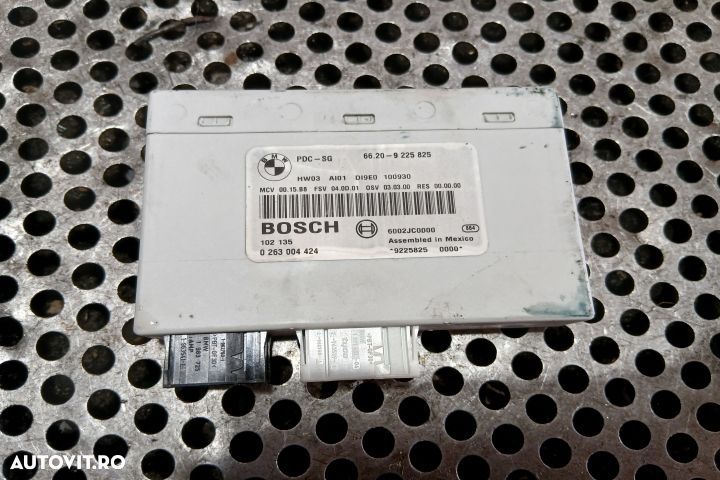 BMW
PDC-SG 66.20-9 225 825
HW03 AI01 DI9E0 100930
MCV 00.15.88 FSV 04.00.01 OSV 03.03.00 RES 00.00.00
BOSCH 6002JC0000 884
102 135 Assembled in Mexico
0 263 004 424 *9225825 0000*
AUTOVIT.RO